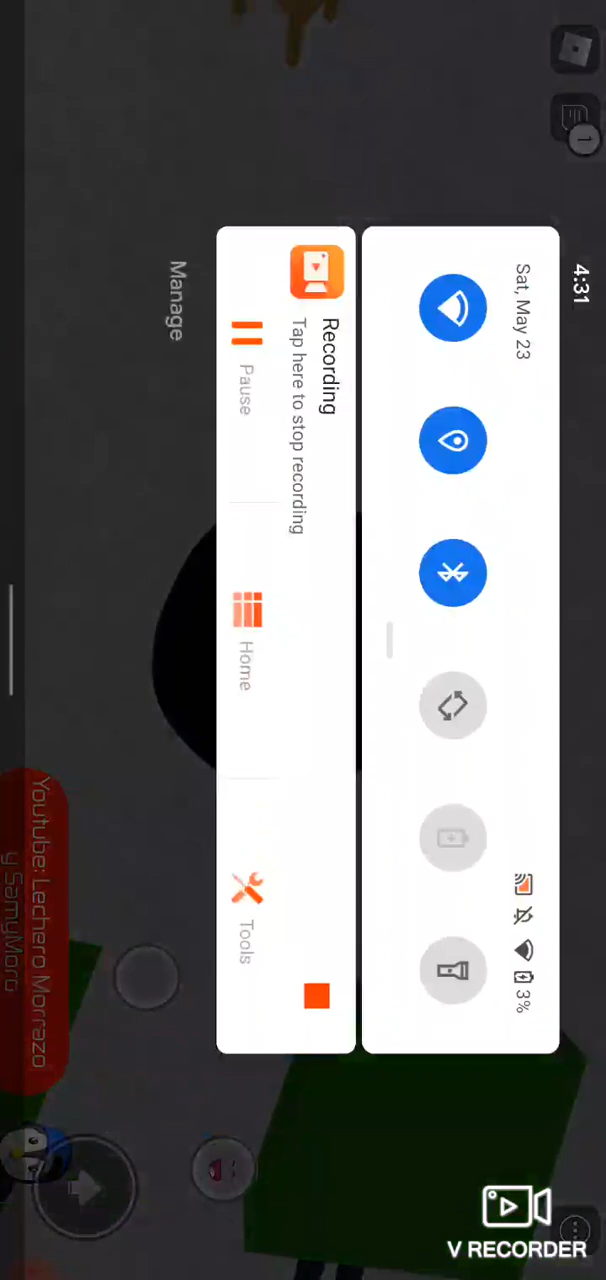 4:31
Sat, May 23
3%
Recording
Tap here to stop recording
Pause
Home
Tools
Manage
1
Youtube: Lechero Morrazo
y SamyMoro
V RECORDER